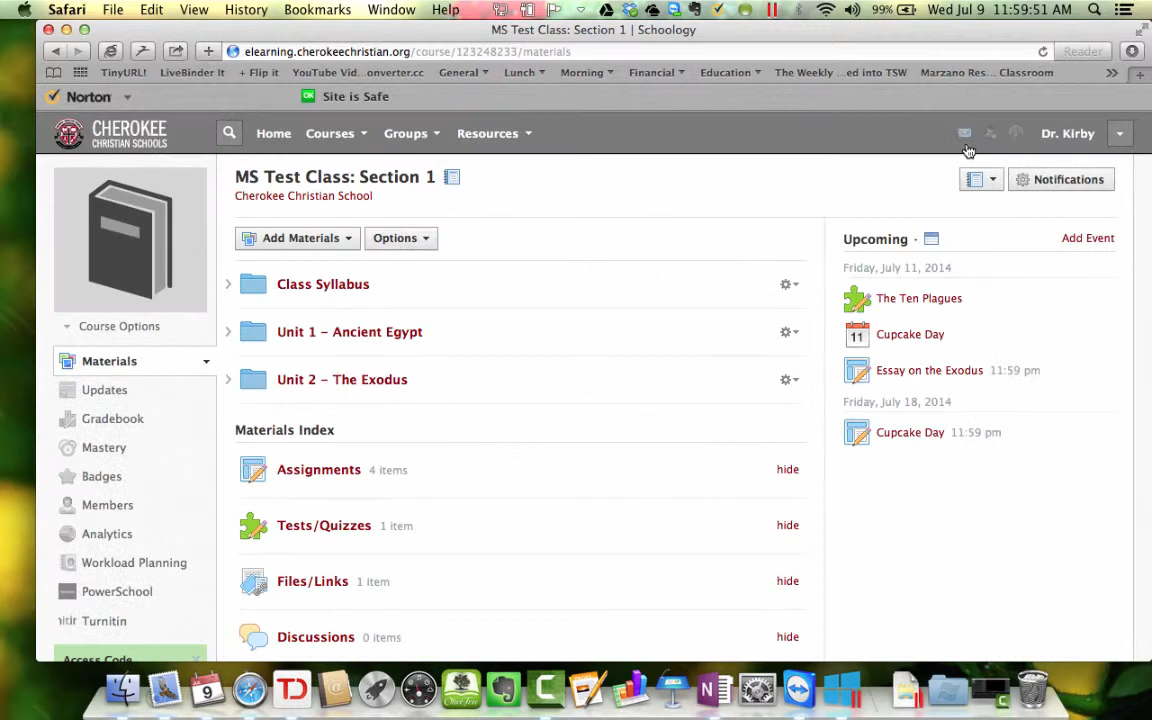 Safari File Edit View History Bookmarks Window Help 99% Wed Jul 9 11:59:51 AM
MS Test Class: Section 1 | Schoology
elearning.cherokeechristian.org/course/123248233/materials Reader
TinyURL! LiveBinder It + Flip it YouTube Vid...onverter.cc General Lunch Morning Financial Education The Weekly ...ed into TSW Marzano Res... Classroom
Norton Site is Safe
CHEROKEE
CHRISTIAN SCHOOLS
Home Courses Groups Resources Dr. Kirby
MS Test Class: Section 1
Cherokee Christian School
Notifications
Add Materials Options
Upcoming · Add Event
Class Syllabus
Friday, July 11, 2014
The Ten Plagues
Unit 1 – Ancient Egypt
11 Cupcake Day
Unit 2 – The Exodus
Essay on the Exodus 11:59 pm
Friday, July 18, 2014
Cupcake Day 11:59 pm
Course Options
Materials
Updates
Gradebook
Mastery
Badges
Members
Analytics
Workload Planning
PowerSchool
Turnitin
Access Code
Materials Index
Assignments 4 items hide
Tests/Quizzes 1 item hide
Files/Links 1 item hide
Discussions 0 items hide